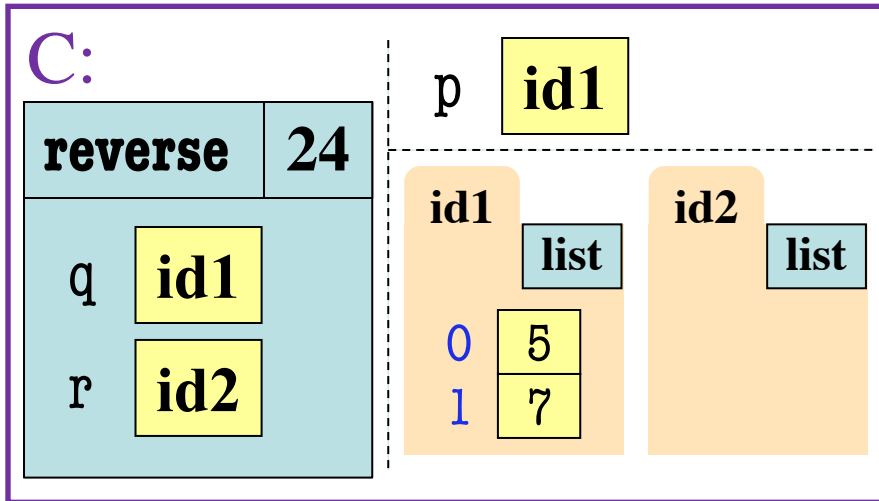 C:
reverse 24
q id1
r id2
p id1
id1
list
0 5
1 7
id2
list